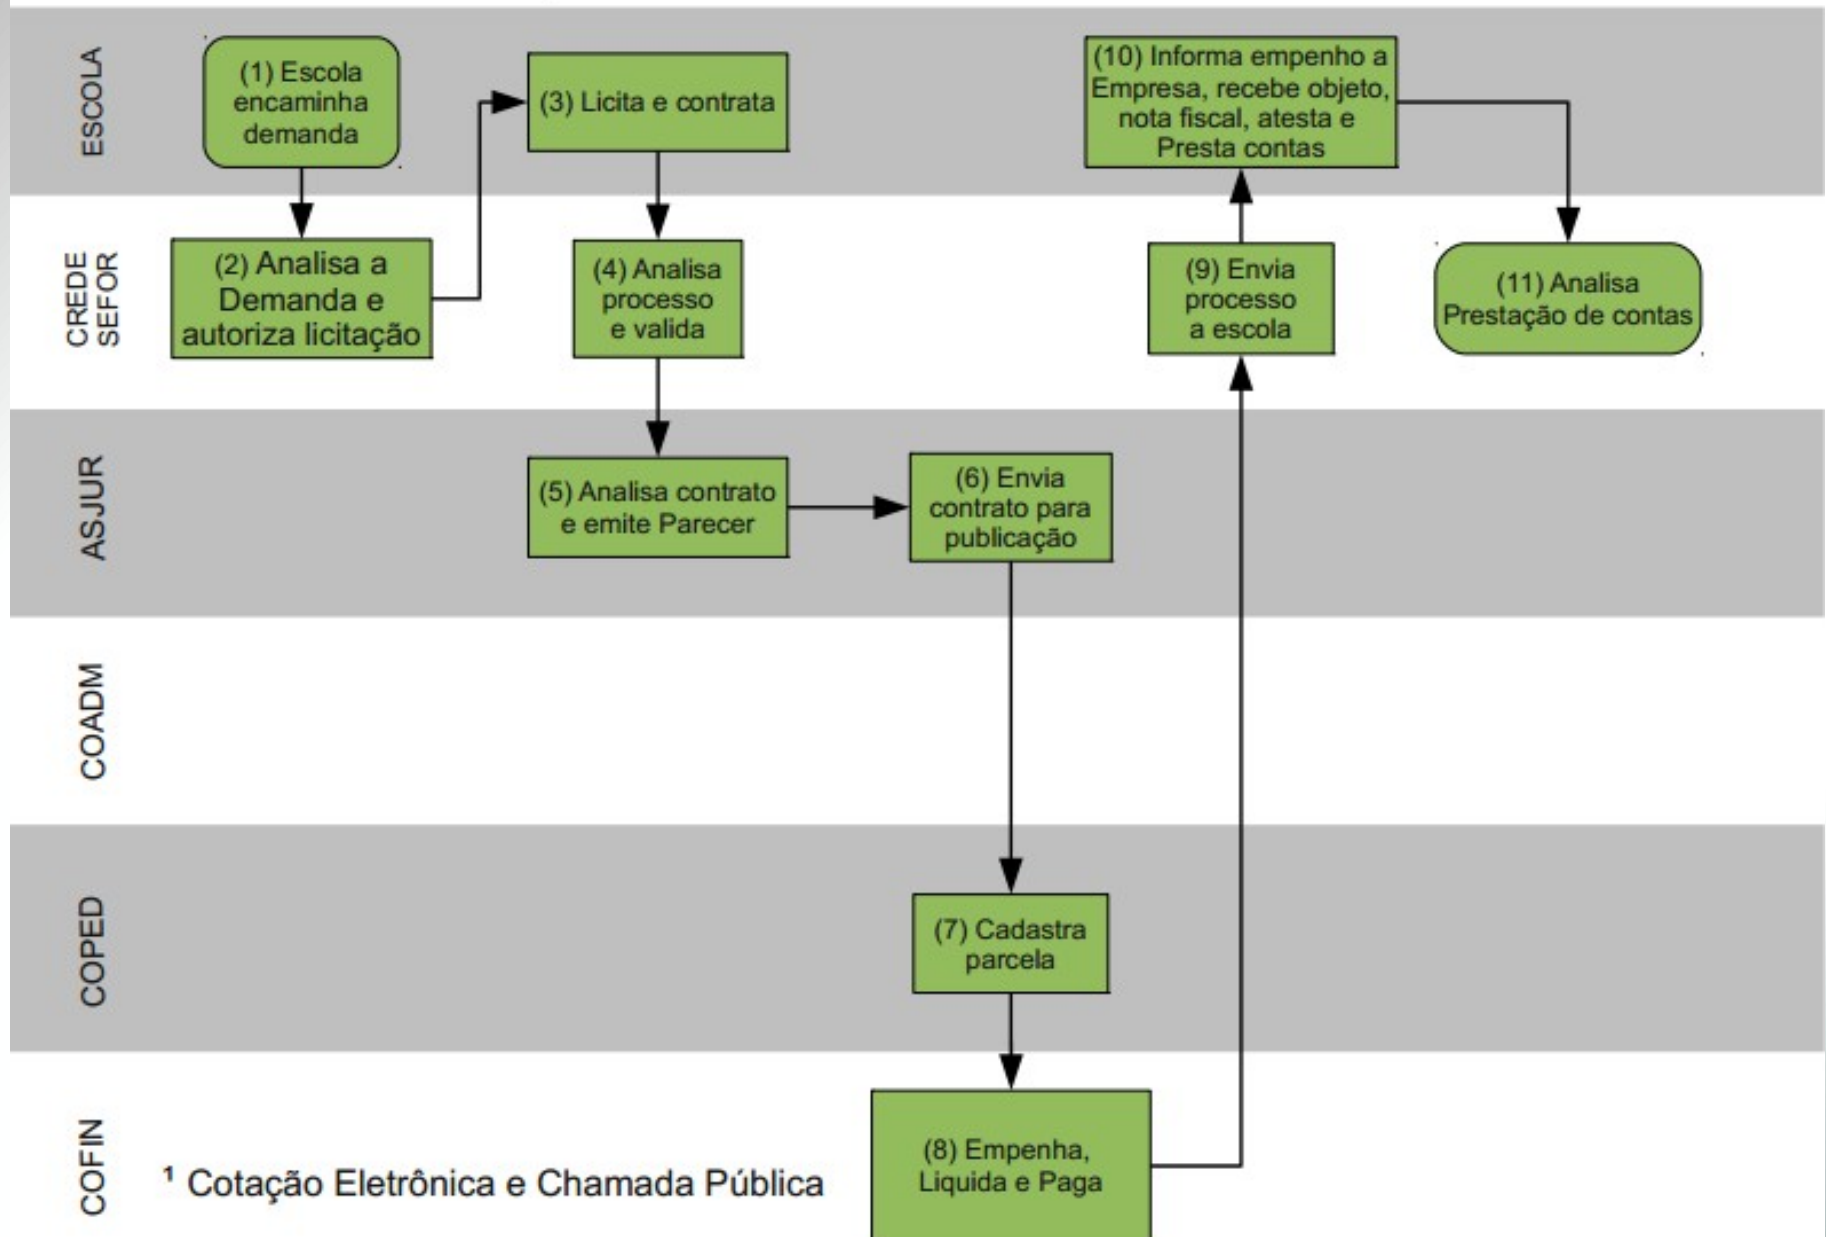 ESCOLA
(1) Escola
encaminha
demanda
(3) Licita e contrata
(10) Informa empenho a
Empresa, recebe objeto,
nota fiscal, atesta e
Presta contas
CREDE
SEFOR
(2) Analisa a
Demanda e
autoriza licitação
(4) Analisa
processo
e valida
(9) Envia
processo
a escola
(11) Analisa
Prestação de contas
ASJUR
(5) Analisa contrato
e emite Parecer
(6) Envia
contrato para
publicação
COADM
COPED
(7) Cadastra
parcela
COFIN
¹ Cotação Eletrônica e Chamada Pública
(8) Empenha,
Liquida e Paga